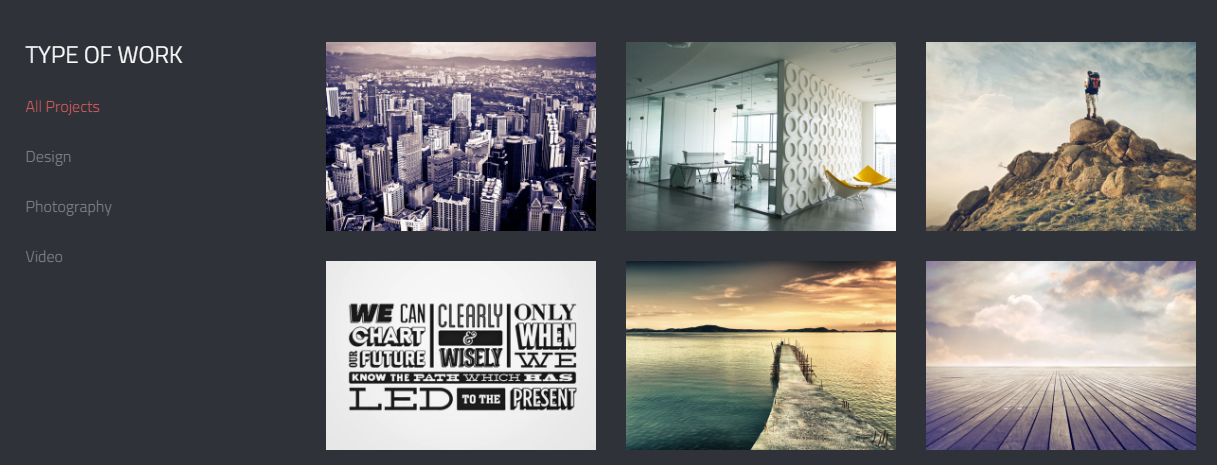 TYPE OF WORK
All Projects
Design
Photography
Video
WE CAN CLEARLY ONLY
CHART & WHEN
OUR FUTURE WISELY WE
KNOW THE PATH WHICH HAS
LED TO THE PRESENT